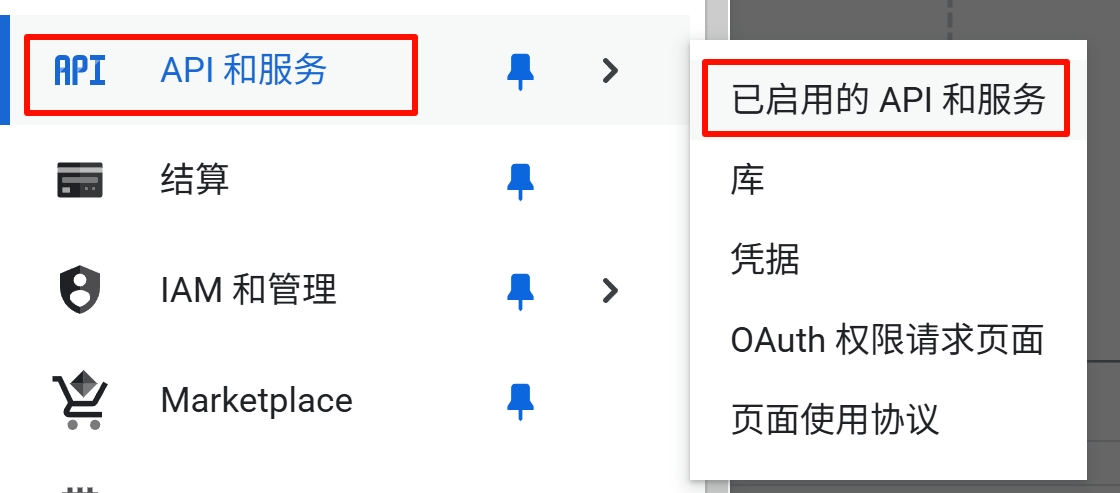 API API 和服务
结算
IAM 和管理
Marketplace
已启用的 API 和服务
库
凭据
OAuth 权限请求页面
页面使用协议